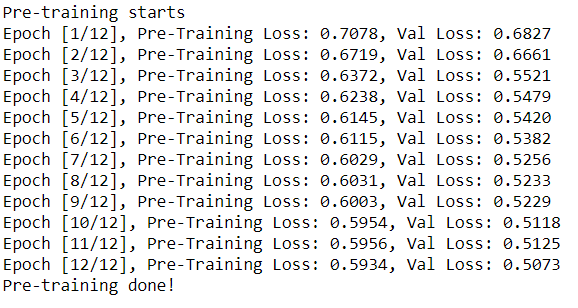 Pre-training starts
Epoch [1/12], Pre-Training Loss: 0.7078, Val Loss: 0.6827
Epoch [2/12], Pre-Training Loss: 0.6719, Val Loss: 0.6661
Epoch [3/12], Pre-Training Loss: 0.6372, Val Loss: 0.5521
Epoch [4/12], Pre-Training Loss: 0.6238, Val Loss: 0.5479
Epoch [5/12], Pre-Training Loss: 0.6145, Val Loss: 0.5420
Epoch [6/12], Pre-Training Loss: 0.6115, Val Loss: 0.5382
Epoch [7/12], Pre-Training Loss: 0.6029, Val Loss: 0.5256
Epoch [8/12], Pre-Training Loss: 0.6031, Val Loss: 0.5233
Epoch [9/12], Pre-Training Loss: 0.6003, Val Loss: 0.5229
Epoch [10/12], Pre-Training Loss: 0.5954, Val Loss: 0.5118
Epoch [11/12], Pre-Training Loss: 0.5956, Val Loss: 0.5125
Epoch [12/12], Pre-Training Loss: 0.5934, Val Loss: 0.5073
Pre-training done!